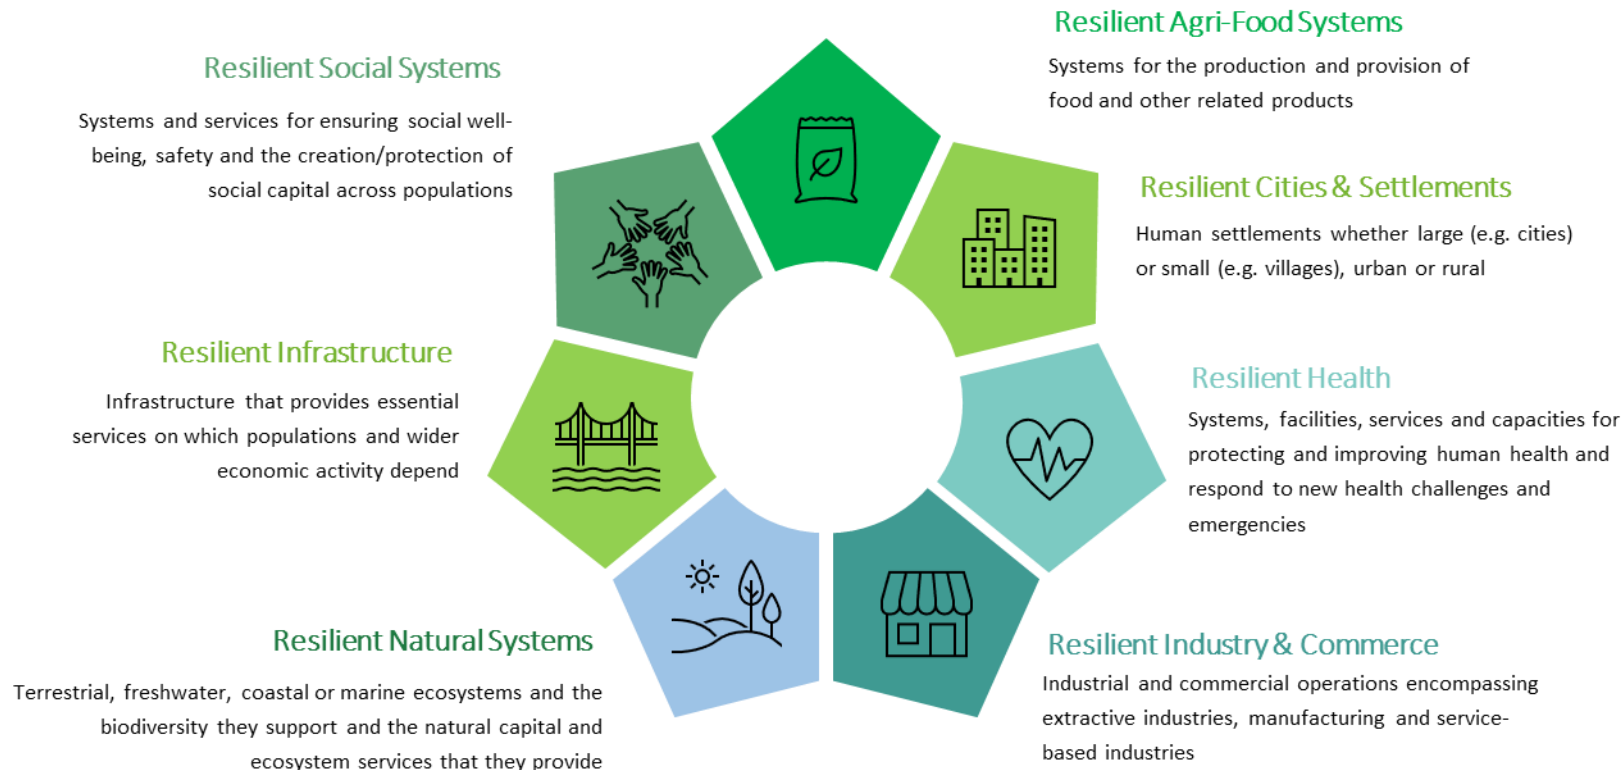 Resilient Agri-Food Systems
Systems for the production and provision of
food and other related products
Resilient Cities & Settlements
Human settlements whether large (e.g. cities)
or small (e.g. villages), urban or rural
Resilient Health
Systems, facilities, services and capacities for
protecting and improving human health and
respond to new health challenges and
emergencies
Resilient Industry & Commerce
Industrial and commercial operations encompassing
extractive industries, manufacturing and service-
based industries
Resilient Natural Systems
Terrestrial, freshwater, coastal or marine ecosystems and the
biodiversity they support and the natural capital and
ecosystem services that they provide
Resilient Infrastructure
Infrastructure that provides essential
services on which populations and wider
economic activity depend
Resilient Social Systems
Systems and services for ensuring social well-
being, safety and the creation/protection of
social capital across populations